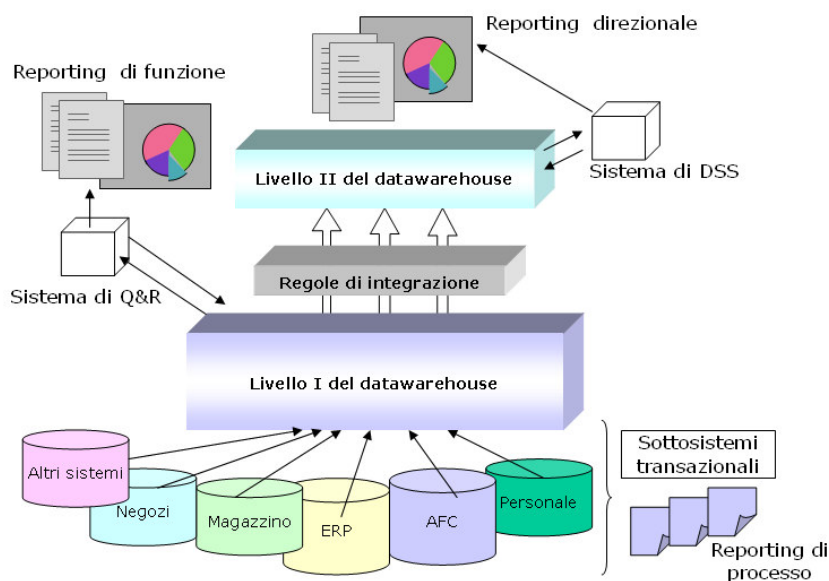 Reporting direzionale
Reporting di funzione
Livello II del datawarehouse
Sistema di DSS
Regole di integrazione
Sistema di Q&R
Livello I del datawarehouse
Altri sistemi
Negozi
Magazzino
ERP
AFC
Personale
Sottosistemi
transazionali
Reporting di
processo